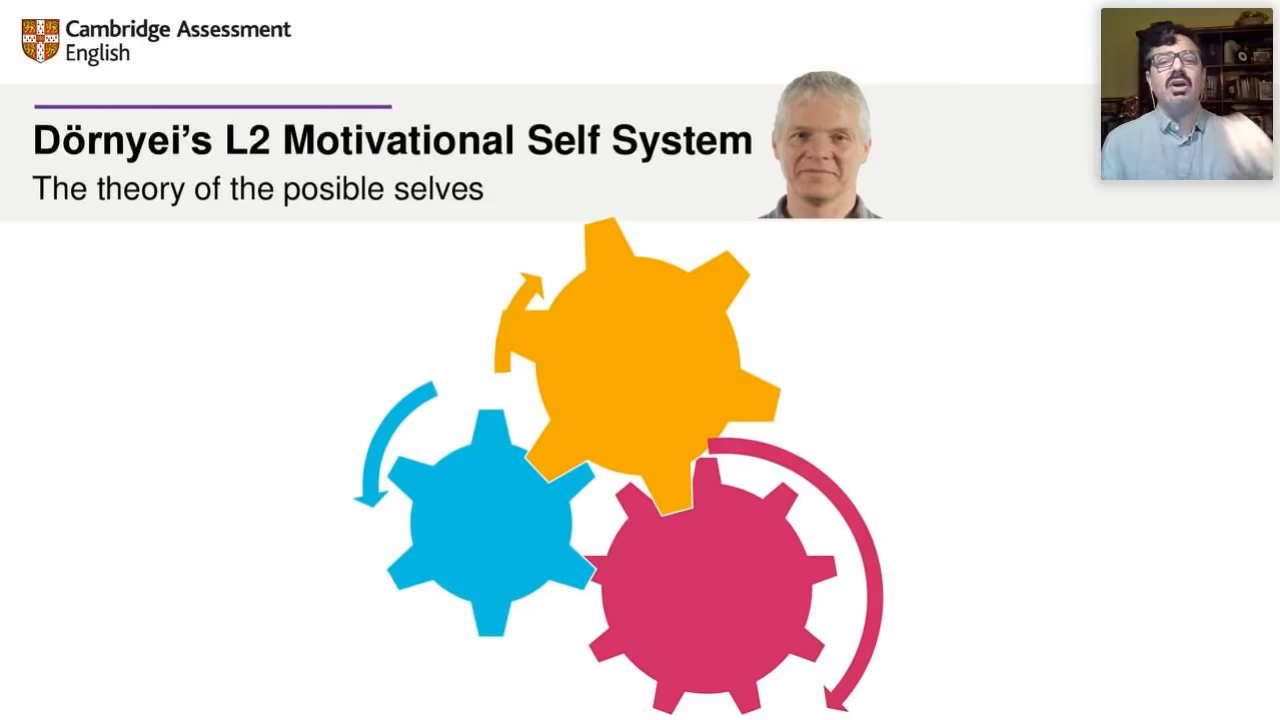 Cambridge Assessment
English
Dörnyei’s L2 Motivational Self System
The theory of the posible selves